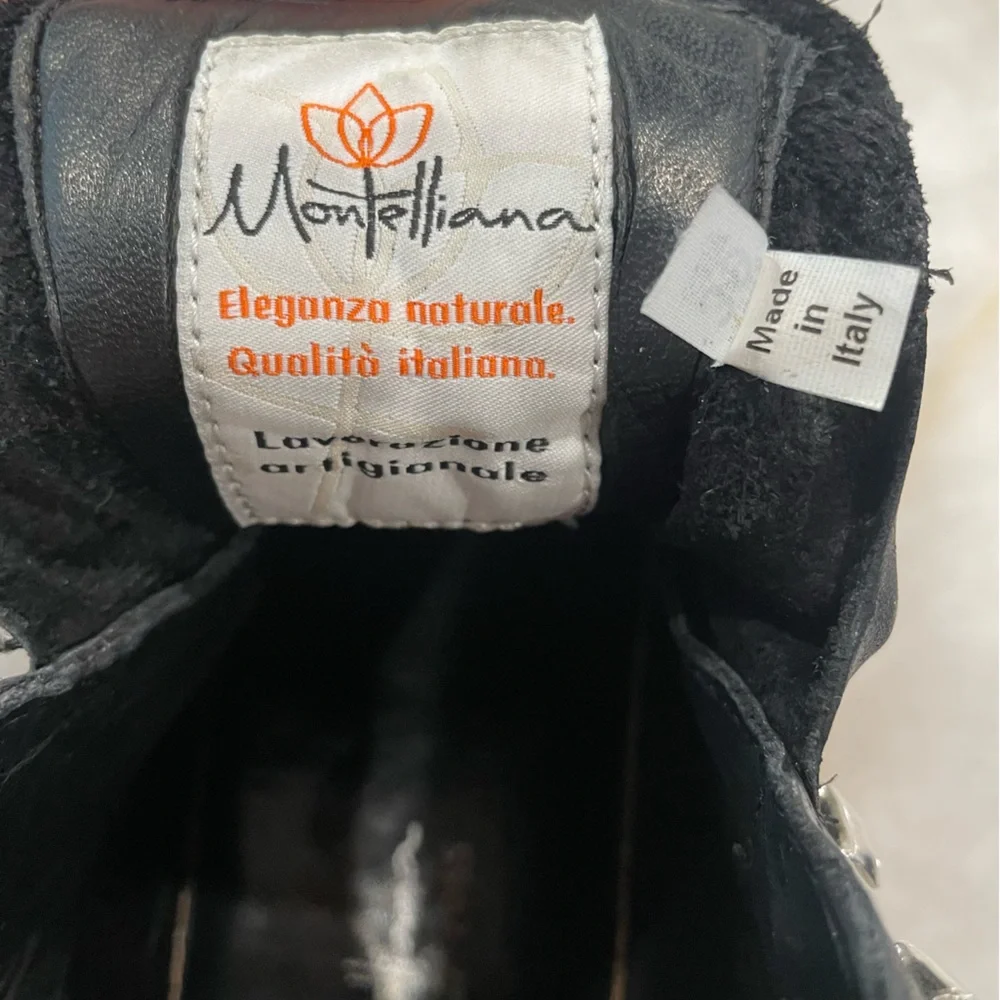 Montelliana
Eleganza naturale.
Qualità italiana.
Lavorazione
artigianale
Made
in
Italy